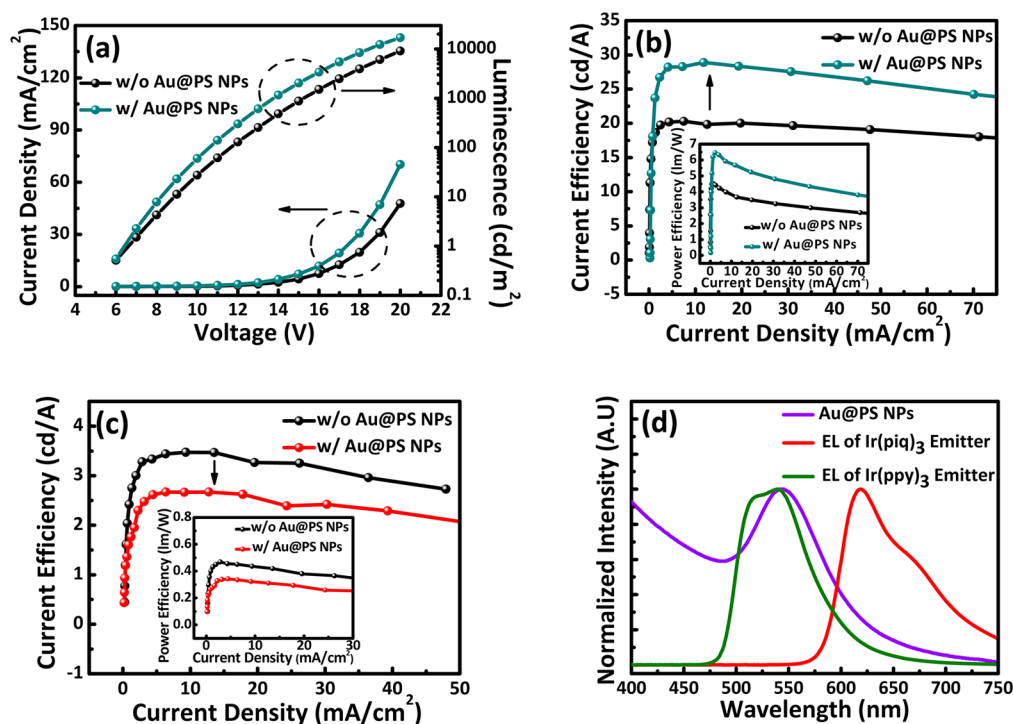 (a)
w/o Au@PS NPs
w/ Au@PS NPs
Current Density (mA/cm²)
150
120
90
60
30
0
Luminescence (cd/m²)
10000
1000
100
10
1
0.1
6 8 10 12 14 16 18 20 22
Voltage (V)
(b)
w/o Au@PS NPs
w/ Au@PS NPs
Current Efficiency (cd/A)
35
30
25
20
15
10
5
0
-5
Power Efficiency (lm/W)
7
6
5
4
3
2
1
0
w/o Au@PS NPs
w/ Au@PS NPs
0 10 20 30 40 50 60 70
Current Density (mA/cm²)
0 10 20 30 40 50 60 70
Current Density (mA/cm²)
(c)
w/o Au@PS NPs
w/ Au@PS NPs
Current Efficiency (cd/A)
4
3
2
1
0
-1
Power Efficiency (lm/W)
0.8
0.6
0.4
0.2
0.0
w/o Au@PS NPs
w/ Au@PS NPs
0 10 20 30
Current Density (mA/cm²)
0 10 20 30 40 50
Current Density (mA/cm²)
(d)
Au@PS NPs
EL of Ir(piq)₃ Emitter
EL of Ir(ppy)₃ Emitter
Normalized Intensity (A.U)
400 450 500 550 600 650 700 750
Wavelength (nm)